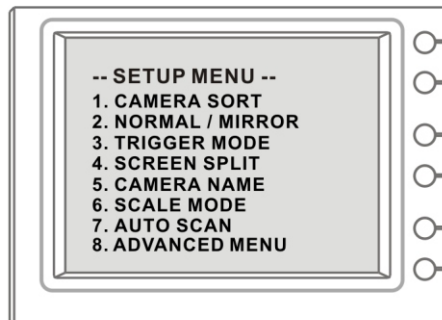 -- SETUP MENU --
1. CAMERA SORT
2. NORMAL / MIRROR
3. TRIGGER MODE
4. SCREEN SPLIT
5. CAMERA NAME
6. SCALE MODE
7. AUTO SCAN
8. ADVANCED MENU